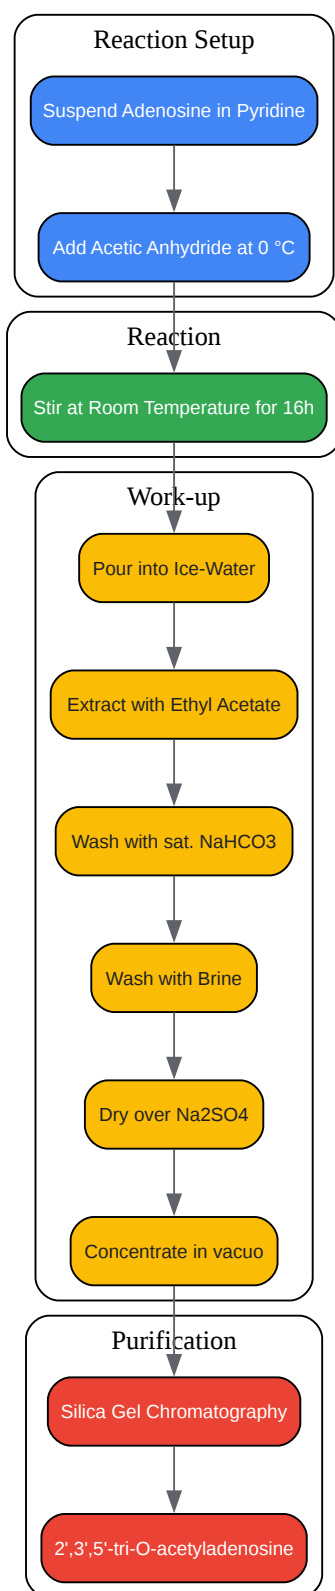 Reaction Setup
Suspend Adenosine in Pyridine
Add Acetic Anhydride at 0 °C
Reaction
Stir at Room Temperature for 16h
Work-up
Pour into Ice-Water
Extract with Ethyl Acetate
Wash with sat. NaHCO3
Wash with Brine
Dry over Na2SO4
Concentrate in vacuo
Purification
Silica Gel Chromatography
2',3',5'-tri-O-acetyladenosine